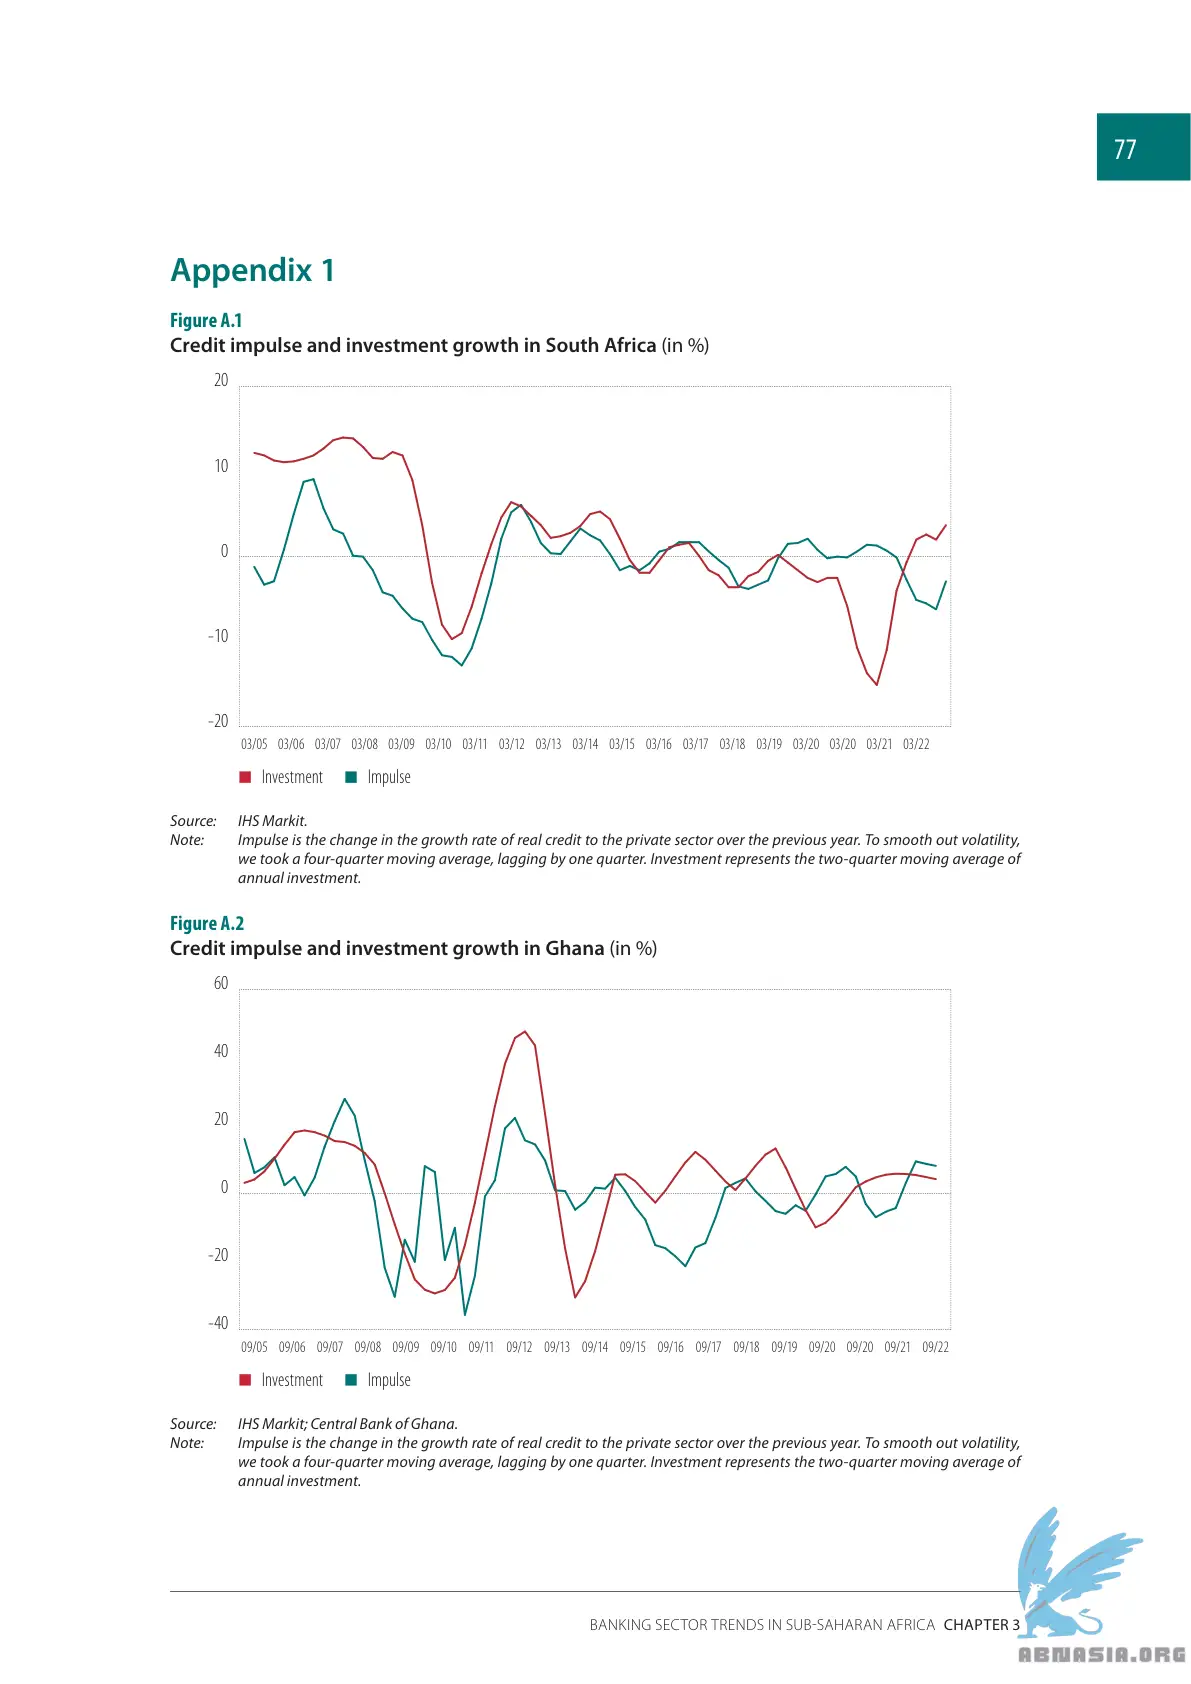 77
Appendix 1
Figure A.1
Credit impulse and investment growth in South Africa (in %)
20
10
0
-10
-20
03/05 03/06 03/07 03/08 03/09 03/10 03/11 03/12 03/13 03/14 03/15 03/16 03/17 03/18 03/19 03/20 03/20 03/21 03/22
Investment Impulse
Source: IHS Markit.
Note: Impulse is the change in the growth rate of real credit to the private sector over the previous year. To smooth out volatility,
we took a four-quarter moving average, lagging by one quarter. Investment represents the two-quarter moving average of
annual investment.
Figure A.2
Credit impulse and investment growth in Ghana (in %)
60
40
20
0
-20
-40
09/05 09/06 09/07 09/08 09/09 09/10 09/11 09/12 09/13 09/14 09/15 09/16 09/17 09/18 09/19 09/20 09/20 09/21 09/22
Investment Impulse
Source: IHS Markit; Central Bank of Ghana.
Note: Impulse is the change in the growth rate of real credit to the private sector over the previous year. To smooth out volatility,
we took a four-quarter moving average, lagging by one quarter. Investment represents the two-quarter moving average of
annual investment.
BANKING SECTOR TRENDS IN SUB-SAHARAN AFRICA CHAPTER 3
ABNASIA.ORG